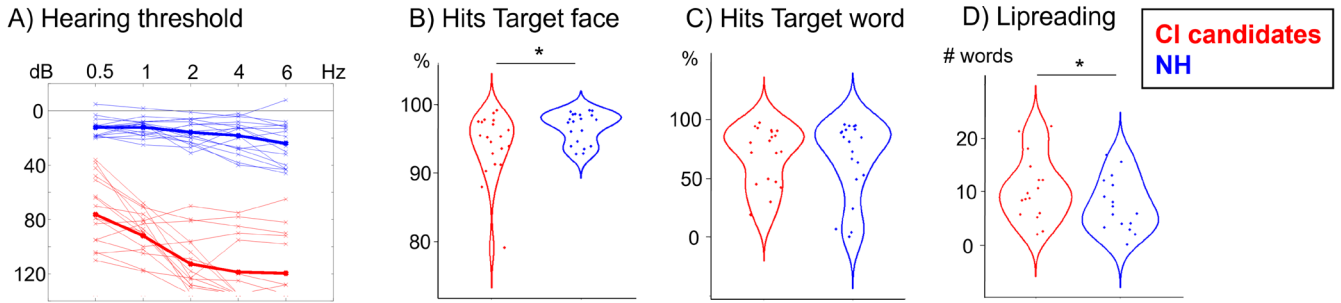 A) Hearing threshold
dB 0.5 1 2 4 6 Hz
0
40
80
120
B) Hits Target face
%
*
100
90
80
C) Hits Target word
%
100
50
0
D) Lipreading
# words
*
20
10
0
CI candidates
NH